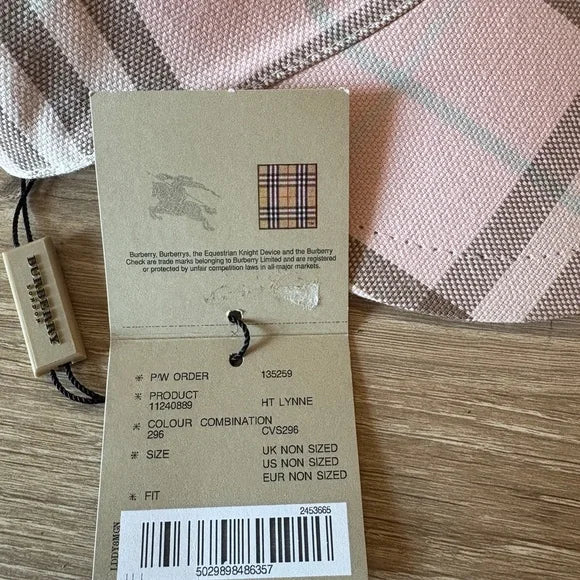 Burberry, Burberrys, the Equestrian Knight Device and the Burberry
Check are trade marks belonging to Burberry Limited and are registered
or protected by unfair competition laws in all-major markets.
BURBERRY
✳ P/W ORDER 135259
✳ PRODUCT
11240889 HT LYNNE
✳ COLOUR COMBINATION
296 CVS296
✳ SIZE UK NON SIZED
US NON SIZED
EUR NON SIZED
✳ FIT
2453665
5029898486357